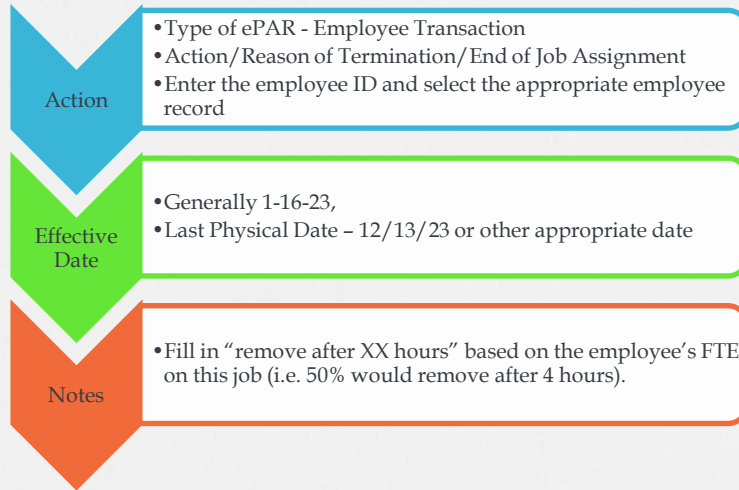 Action
•Type of ePAR - Employee Transaction
•Action/Reason of Termination/End of Job Assignment
•Enter the employee ID and select the appropriate employee
record
Effective
Date
•Generally 1-16-23,
•Last Physical Date – 12/13/23 or other appropriate date
Notes
•Fill in “remove after XX hours” based on the employee’s FTE
on this job (i.e. 50% would remove after 4 hours).